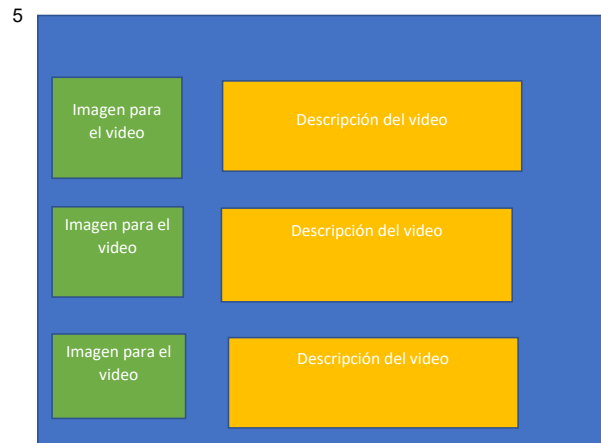 5
Imagen para
el video
Descripción del video
Imagen para el
video
Descripción del video
Imagen para el
video
Descripción del video